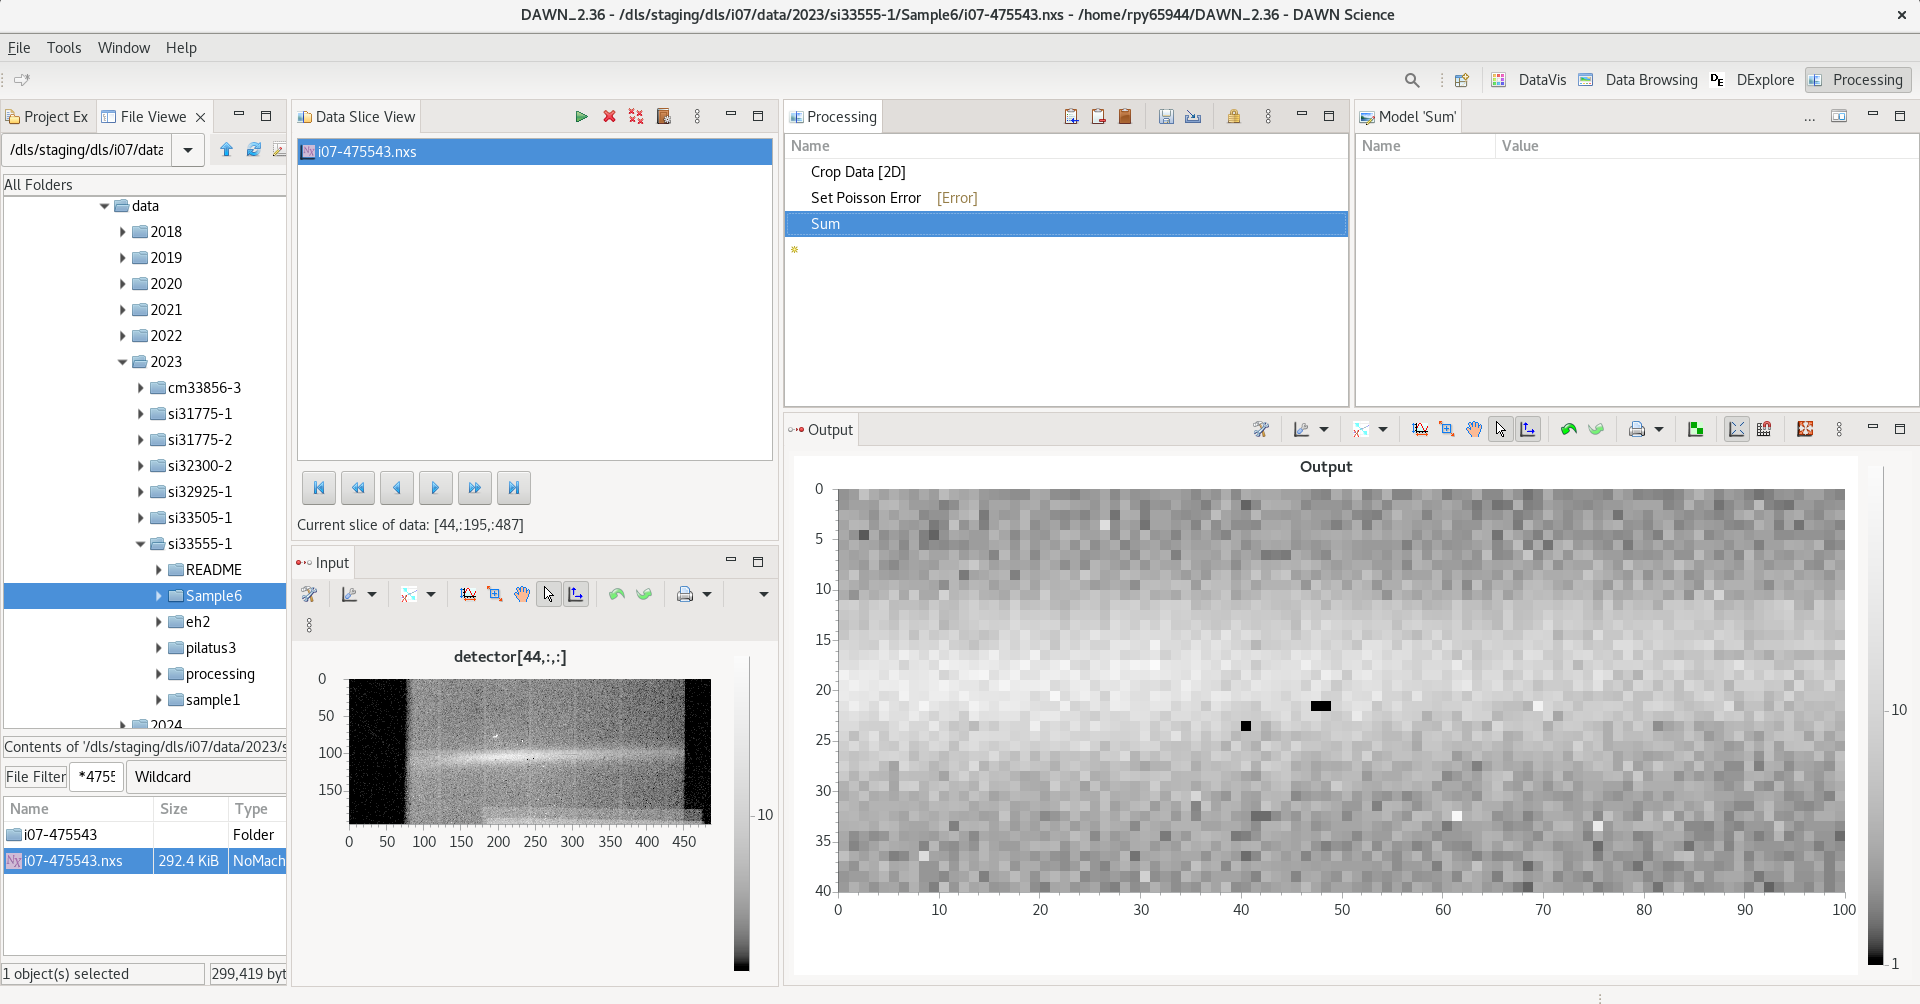 DAWN_2.36 - /dls/staging/dls/i07/data/2023/si33555-1/Sample6/i07-475543.nxs - /home/rpy65944/DAWN_2.36 - DAWN Science
File Tools Window Help
DataVis Data Browsing DExplore Processing
Project Ex File Viewe
/dls/staging/dls/i07/data
All Folders
data
2018
2019
2020
2021
2022
2023
cm33856-3
si31775-1
si31775-2
si32300-2
si32925-1
si33505-1
si33555-1
README
Sample6
eh2
pilatus3
processing
sample1
2024
Contents of '/dls/staging/dls/i07/data/2023/s
File Filter *4755 Wildcard
Name Size Type
i07-475543 Folder
i07-475543.nxs 292.4 KiB NoMach
1 object(s) selected 299,419 byt
Data Slice View
i07-475543.nxs
Current slice of data: [44,:195,:487]
Input
detector[44,:,:]
0
50
100
150
0 50 100 150 200 250 300 350 400 450
10
Processing
Name
Crop Data [2D]
Set Poisson Error [Error]
Sum
Model 'Sum'
Name Value
Output
Output
0
5
10
15
20
25
30
35
40
0 10 20 30 40 50 60 70 80 90 100
10
1